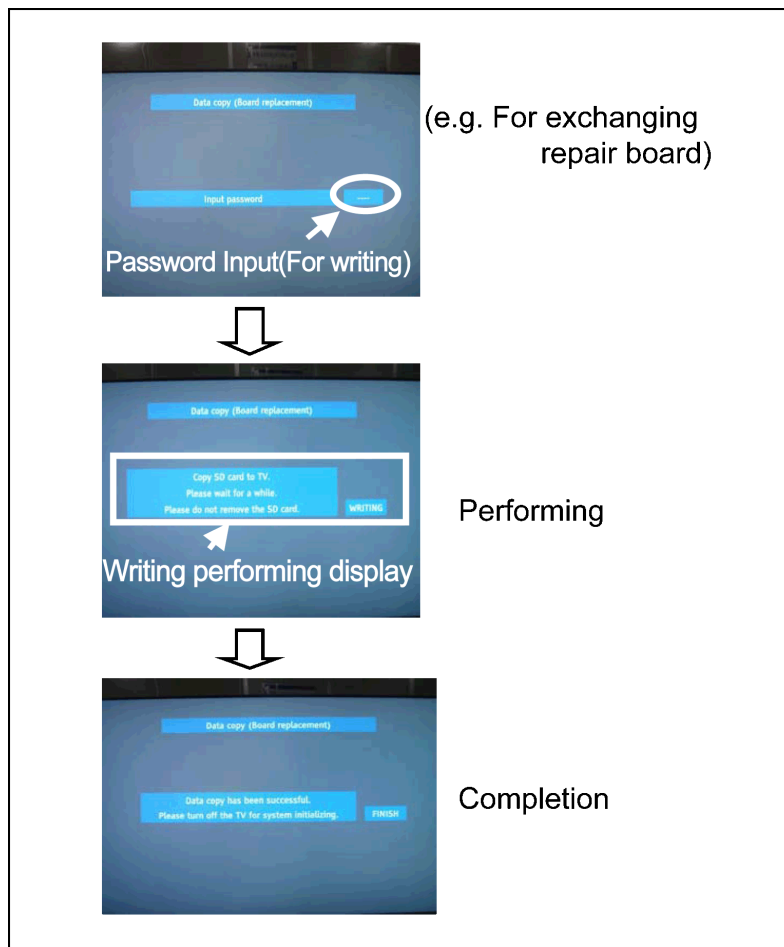 Data copy (Board replacement)
(e.g. For exchanging
repair board)
Input password
Password Input(For writing)
Data copy (Board replacement)
Copy SD card to TV.
Please wait for a while.
Please do not remove the SD card.
WRITING
Performing
Writing performing display
Data copy (Board replacement)
Data copy has been successful.
Please turn off the TV for system initializing.
FINISH
Completion